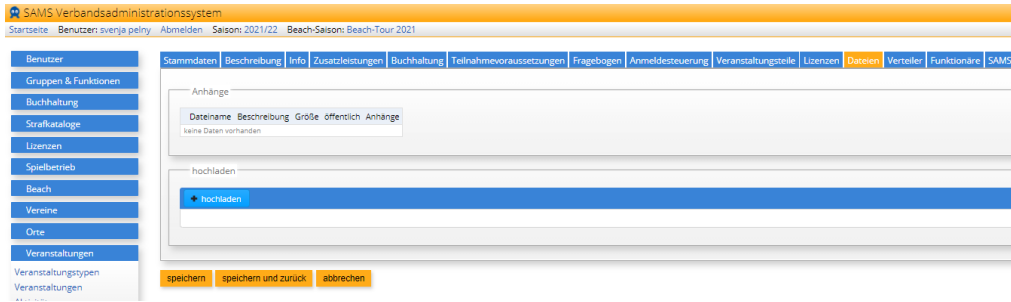 SAMS Verbandsadministrationssystem
Startseite Benutzer: svenja pelny Abmelden Saison: 2021/22 Beach-Saison: Beach-Tour 2021
Benutzer
Gruppen & Funktionen
Buchhaltung
Strafkataloge
Lizenzen
Spielbetrieb
Beach
Vereine
Orte
Veranstaltungen
Veranstaltungstypen
Veranstaltungen
Stammdaten Beschreibung Info Zusatzleistungen Buchhaltung Teilnahmevoraussetzungen Fragebogen Anmeldesteuerung Veranstaltungsteile Lizenzen Dateien Verteiler Funktionäre SAMS
Anhänge
Dateiname Beschreibung Größe öffentlich Anhänge
keine Daten vorhanden
hochladen
hochladen
speichern speichern und zurück abbrechen